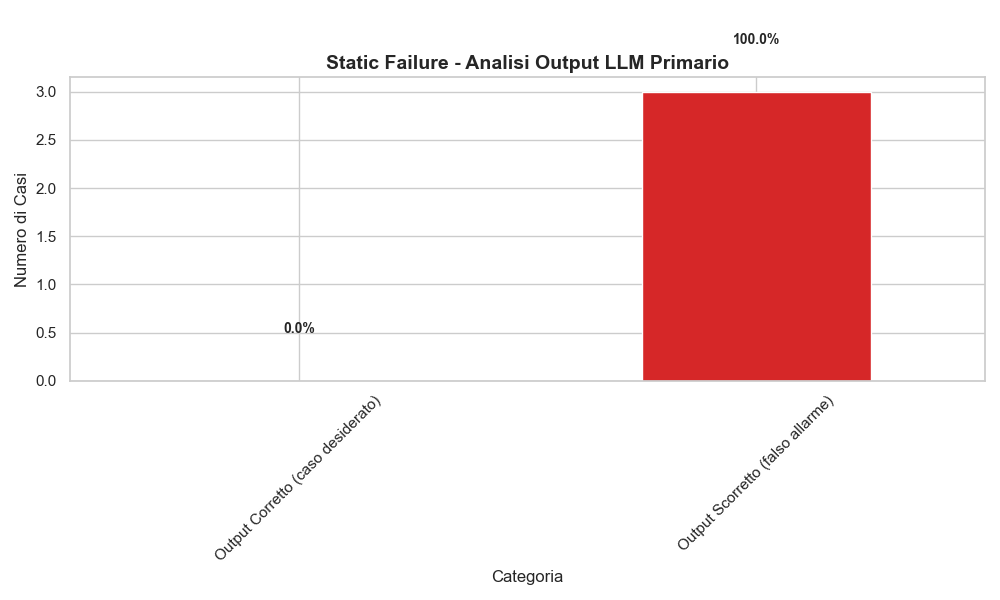 100.0%
Static Failure - Analisi Output LLM Primario
3.0
2.5
2.0
1.5
1.0
0.5
0.0
Numero di Casi
0.0%
Output Corretto (caso desiderato)
Output Scorretto (falso allarme)
Categoria